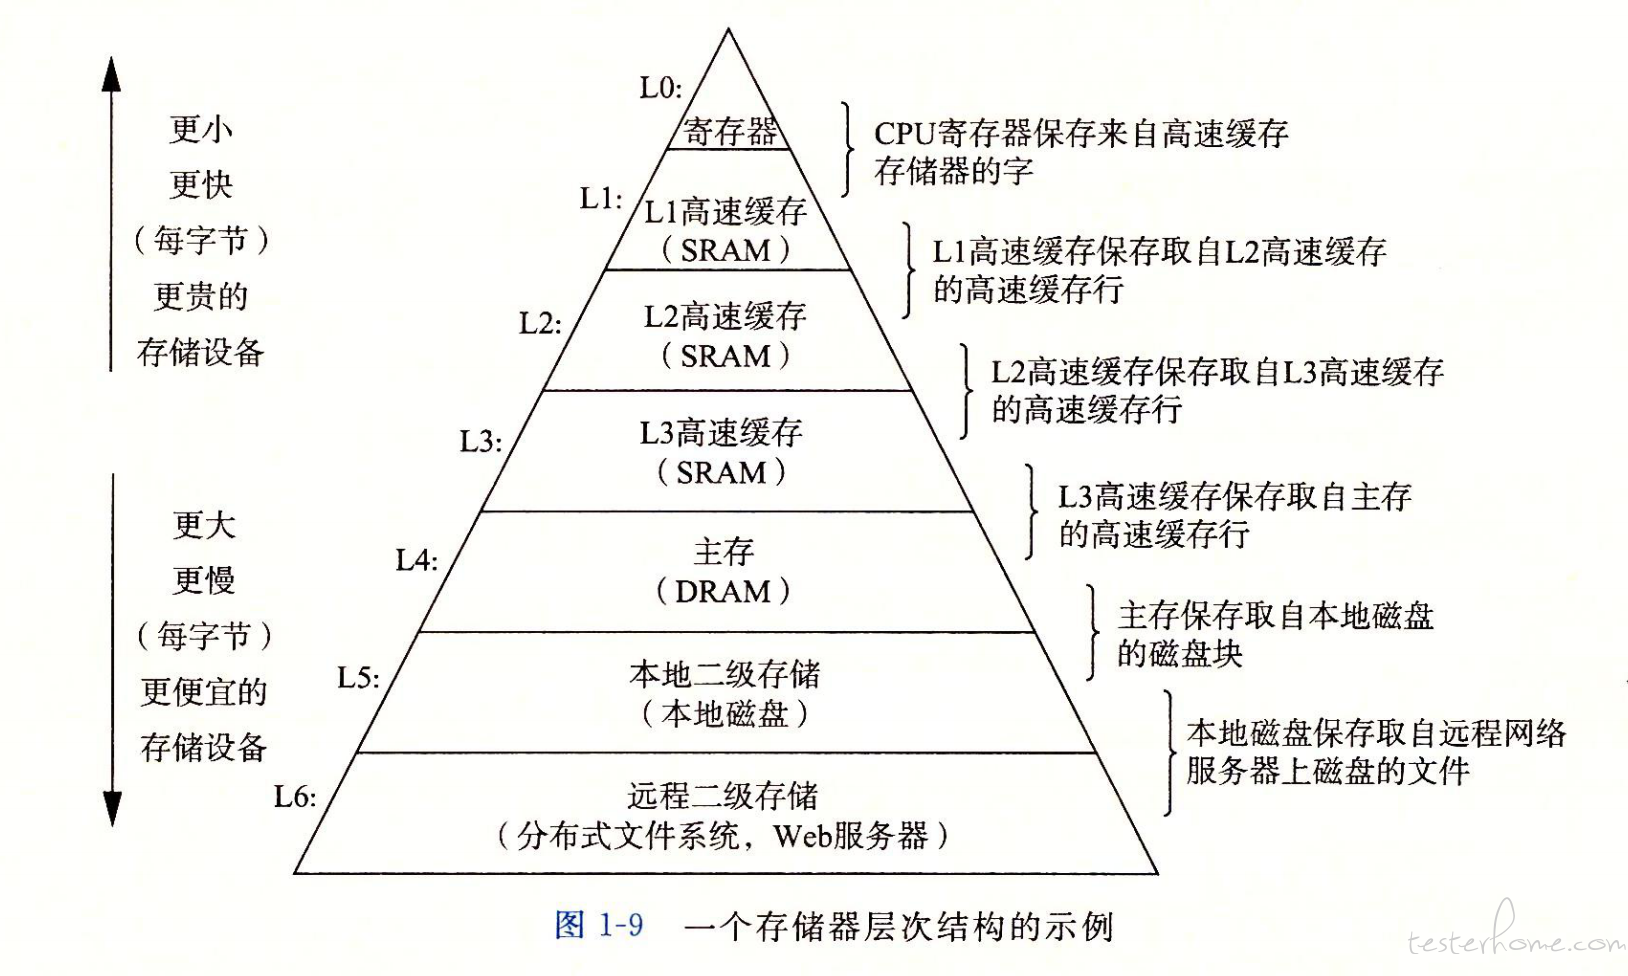 更小
更快
（每字节）
更贵的
存储设备
更大
更慢
（每字节）
更便宜的
存储设备
L0:
寄存器
CPU寄存器保存来自高速缓存
存储器的字
L1:
L1高速缓存
（SRAM）
L1高速缓存保存取自L2高速缓存
的高速缓存行
L2:
L2高速缓存
（SRAM）
L2高速缓存保存取自L3高速缓存
的高速缓存行
L3:
L3高速缓存
（SRAM）
L3高速缓存保存取自主存
的高速缓存行
L4:
主存
（DRAM）
主存保存取自本地磁盘
的磁盘块
L5:
本地二级存储
（本地磁盘）
本地磁盘保存取自远程网络
服务器上磁盘的文件
L6:
远程二级存储
（分布式文件系统，Web服务器）
图 1-9 一个存储器层次结构的示例
testerhome.com